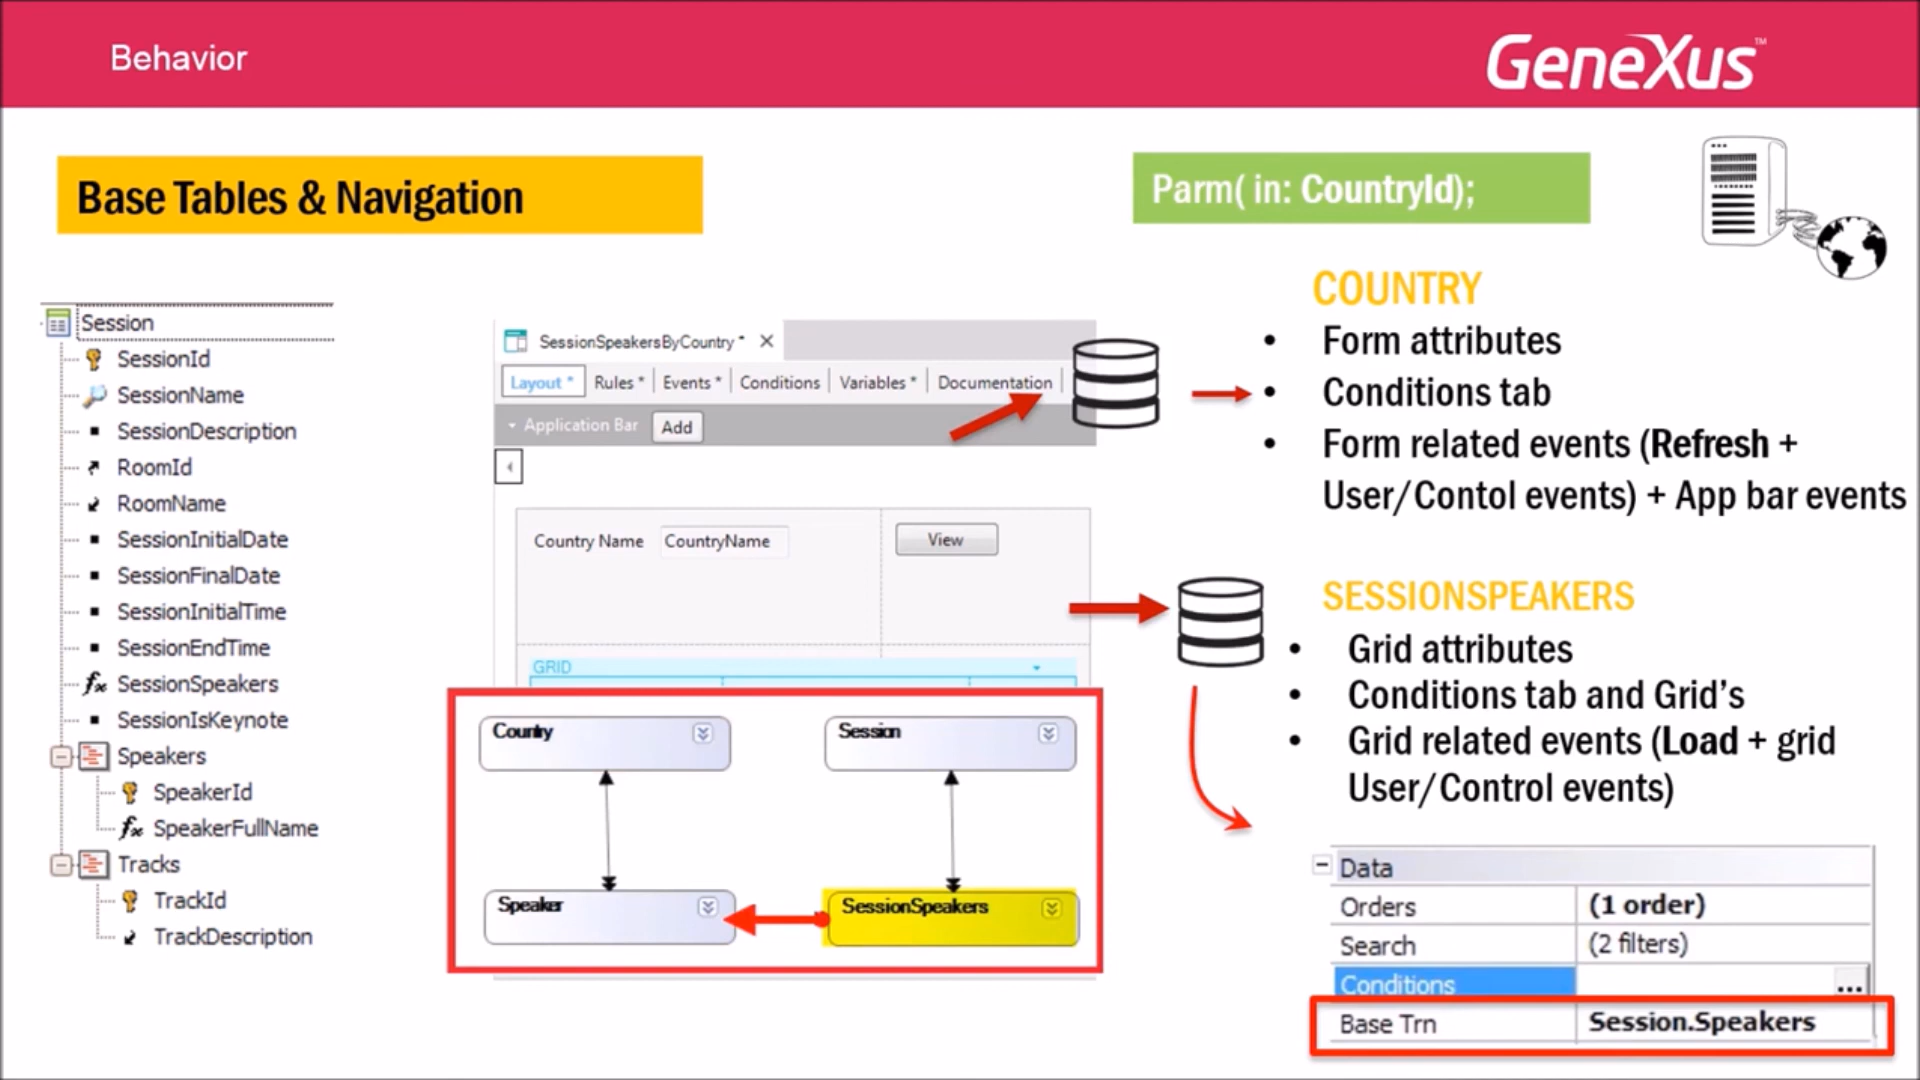 Behavior
GeneXus™
Base Tables & Navigation
Parm( in: CountryId);
Session
SessionId
SessionName
SessionDescription
RoomId
RoomName
SessionInitialDate
SessionFinalDate
SessionInitialTime
SessionEndTime
SessionSpeakers
SessionIsKeynote
Speakers
SpeakerId
SpeakerFullName
Tracks
TrackId
TrackDescription
SessionSpeakersByCountry *
Layout * Rules * Events * Conditions Variables * Documentation
Application Bar Add
Country Name CountryName View
GRID
Country Session
Speaker SessionSpeakers
COUNTRY
• Form attributes
• Conditions tab
• Form related events (Refresh +
User/Contol events) + App bar events
SESSIONSPEAKERS
• Grid attributes
• Conditions tab and Grid's
• Grid related events (Load + grid
User/Control events)
Data
Orders (1 order)
Search (2 filters)
Conditions ...
Base Trn Session.Speakers